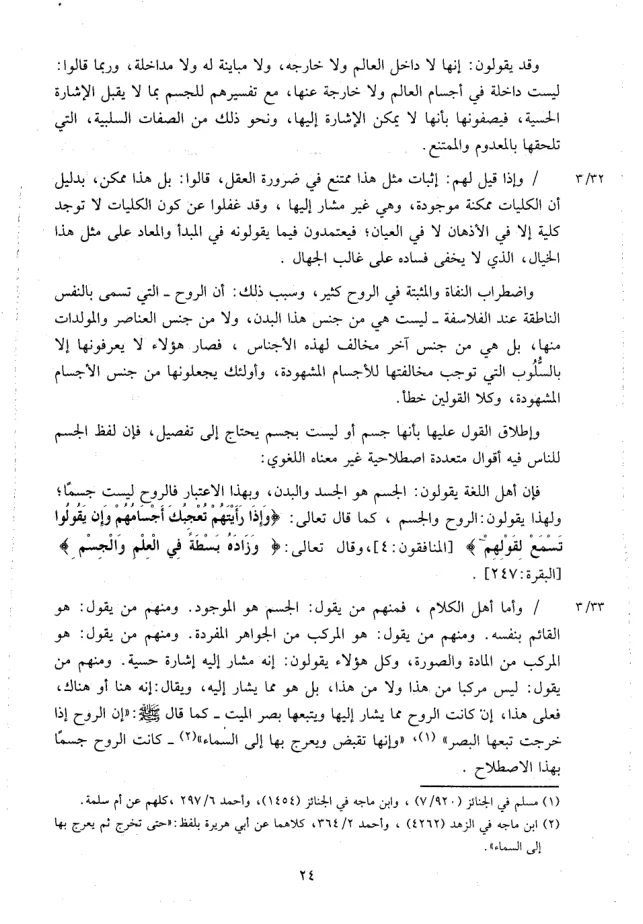 وقد يقولون: إنها لا داخل العالم ولا خارجه، ولا مباينة له ولا مداخلة، وربما قالوا:
ليست داخلة في أجسام العالم ولا خارجة عنها، مع تفسيرهم للجسم بما لا يقبل الإشارة
الحسية، فيصفونها بأنها لا يمكن الإشارة إليها، ونحو ذلك من الصفات السلبية، التي
تلحقها بالمعدوم والممتنع.
٣/٣٢ / وإذا قيل لهم: إثبات مثل هذا ممتنع في ضرورة العقل، قالوا: بل هذا ممكن، بدليل
أن الكليات ممكنة موجودة، وهي غير مشار إليها ، وقد غفلوا عن كون الكليات لا توجد
كلية إلا في الأذهان لا في العيان؛ فيعتمدون فيما يقولونه في المبدأ والمعاد على مثل هذا
الخيال، الذي لا يخفى فساده على غالب الجهال .
واضطراب النفاة والمثبتة في الروح كثير، وسبب ذلك: أن الروح ـ التي تسمى بالنفس
الناطقة عند الفلاسفة ـ ليست هي من جنس هذا البدن، ولا من جنس العناصر والمولدات
منها، بل هي من جنس آخر مخالف لهذه الأجناس ، فصار هؤلاء لا يعرفونها إلا
بالسُّلُوب التي توجب مخالفتها للأجسام المشهودة، وأولئك يجعلونها من جنس الأجسام
المشهودة، وكلا القولين خطأ.
وإطلاق القول عليها بأنها جسم أو ليست بجسم يحتاج إلى تفصيل، فإن لفظ الجسم
للناس فيه أقوال متعددة اصطلاحية غير معناه اللغوي:
فإن أهل اللغة يقولون: الجسم هو الجسد والبدن، وبهذا الاعتبار فالروح ليست جسمًا؛
ولهذا يقولون: الروح والجسم ، كما قال تعالى: ﴿وَإِذَا رَأَيْتَهُمْ تُعْجِبُكَ أَجْسَامُهُمْ وَإِن يَقُولُوا
تَسْمَعْ لِقَوْلِهِمْ ﴾ [المنافقون:٤]،وقال تعالى:﴿ وَزَادَهُ بَسْطَةً فِي الْعِلْمِ وَالْجِسْمِ ﴾
[البقرة:٢٤٧] .
٣/٣٣ / وأما أهل الكلام ، فمنهم من يقول: الجسم هو الموجود. ومنهم من يقول: هو
القائم بنفسه. ومنهم من يقول: هو المركب من الجواهر المفردة. ومنهم من يقول: هو
المركب من المادة والصورة، وكل هؤلاء يقولون: إنه مشار إليه إشارة حسية. ومنهم من
يقول: ليس مركبا من هذا ولا من هذا، بل هو مما يشار إليه، ويقال:إنه هنا أو هناك،
فعلى هذا، إن كانت الروح مما يشار إليها ويتبعها بصر الميت ـ كما قال ﷺ:«إن الروح إذا
خرجت تبعها البصر» (١)، «وإنها تقبض ويعرج بها إلى السماء»(٢) ـ كانت الروح جسمًا
بهذا الاصطلاح .
(١) مسلم في الجنائز (٧/٩٢٠) ، وابن ماجه في الجنائز (١٤٥٤)، وأحمد ٢٩٧/٦ ،كلهم عن أم سلمة.
(٢) ابن ماجه في الزهد (٤٢٦٢) ، وأحمد ٣٦٤/٢، كلاهما عن أبي هريرة بلفظ:«حتى تخرج ثم يعرج بها
إلى السماء».
٢٤